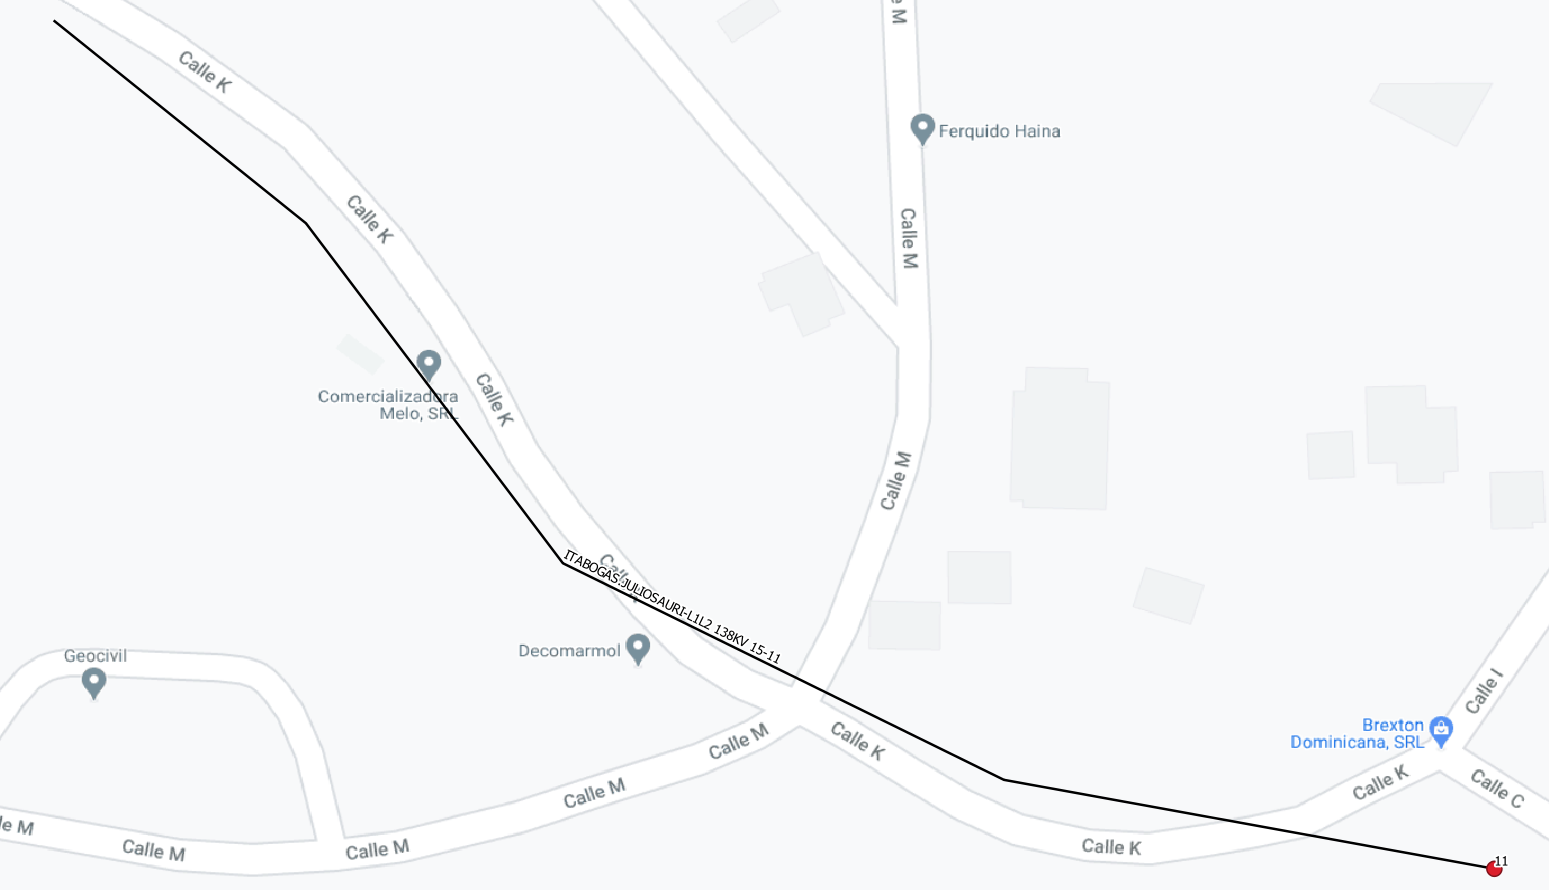 e M
Calle K
Ferquido Haina
Calle K
Calle M
Comercializadora
Melo, SRL
Calle K
Calle M
ITABOGAS-JULIOSAURI-L1L2 138KV 15-11
Decomarmol
Geocivil
Calle I
Brexton
Dominicana, SRL
Calle M
Calle K
Calle K
Calle C
Calle M
le M
Calle M
Calle M
Calle K
11